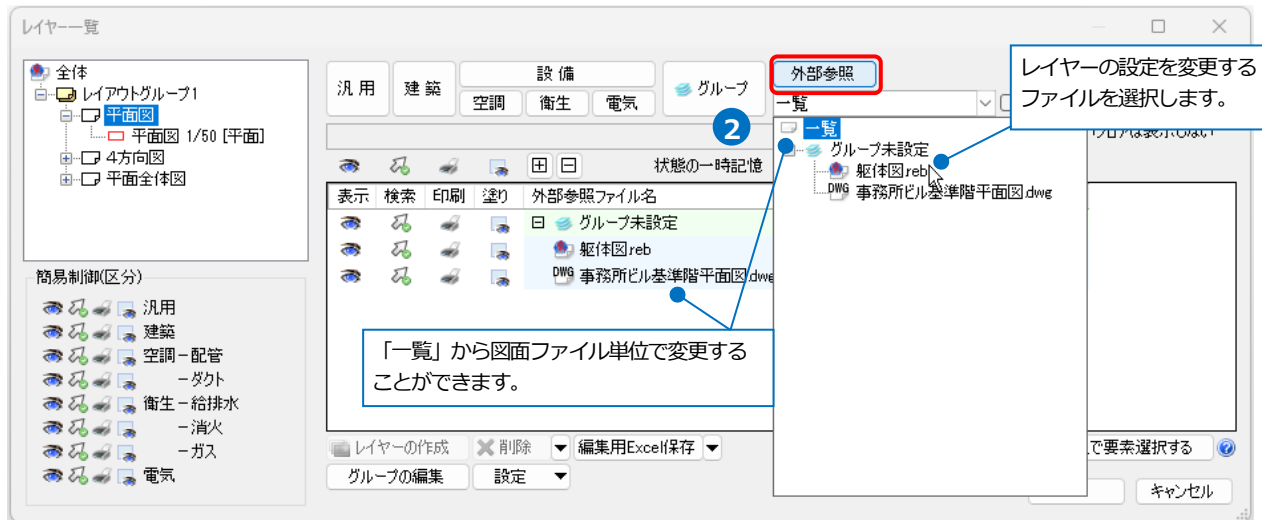 レイヤー一覧
全体
レイアウトグループ1
平面図
平面図 1/50 [平面]
4方向図
平面全体図
簡易制御(区分)
汎用
建築
空調－配管
－ダクト
衛生－給排水
－消火
－ガス
電気
汎用
建築
設備
空調
衛生
電気
グループ
外部参照
一覧
2
状態の一時記憶
表示 検索 印刷 塗り 外部参照ファイル名
グループ未設定
躯体図.reb
DWG 事務所ビル基準階平面図.dwg
一覧
グループ未設定
躯体図.reb
DWG 事務所ビル基準階平面図.dwg
レイヤーの設定を変更する
ファイルを選択します。
は表示しない
「一覧」から図面ファイル単位で変更する
ことができます。
レイヤーの作成
削除
編集用Excel保存
で要素選択する
グループの編集
設定
キャンセル